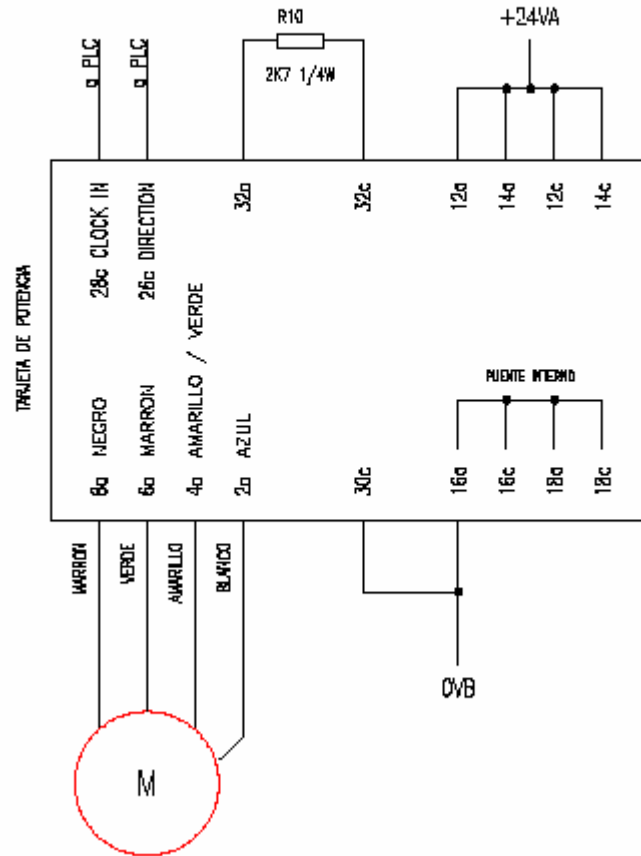 a PLC
a PLC
R10
2K7 1/4W
+24VA
28c CLOCK IN
26c DIRECTION
32a
32c
12a
14a
12c
14c
TARJETA DE POTENCIA
8a NEGRO
6a MARRON
4a AMARILLO / VERDE
2a AZUL
30c
PUENTE INTERNO
16a
16c
18a
18c
MARRON
VERDE
AMARILLO
BLANCO
0VB
M